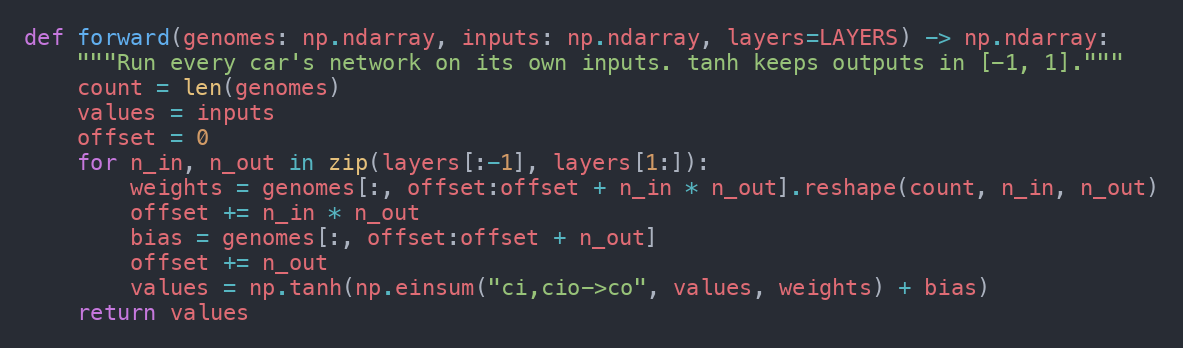 def forward(genomes: np.ndarray, inputs: np.ndarray, layers=LAYERS) -> np.ndarray:
    """Run every car's network on its own inputs. tanh keeps outputs in [-1, 1]."""
    count = len(genomes)
    values = inputs
    offset = 0
    for n_in, n_out in zip(layers[:-1], layers[1:]):
        weights = genomes[:, offset:offset + n_in * n_out].reshape(count, n_in, n_out)
        offset += n_in * n_out
        bias = genomes[:, offset:offset + n_out]
        offset += n_out
        values = np.tanh(np.einsum("ci,cio->co", values, weights) + bias)
    return values